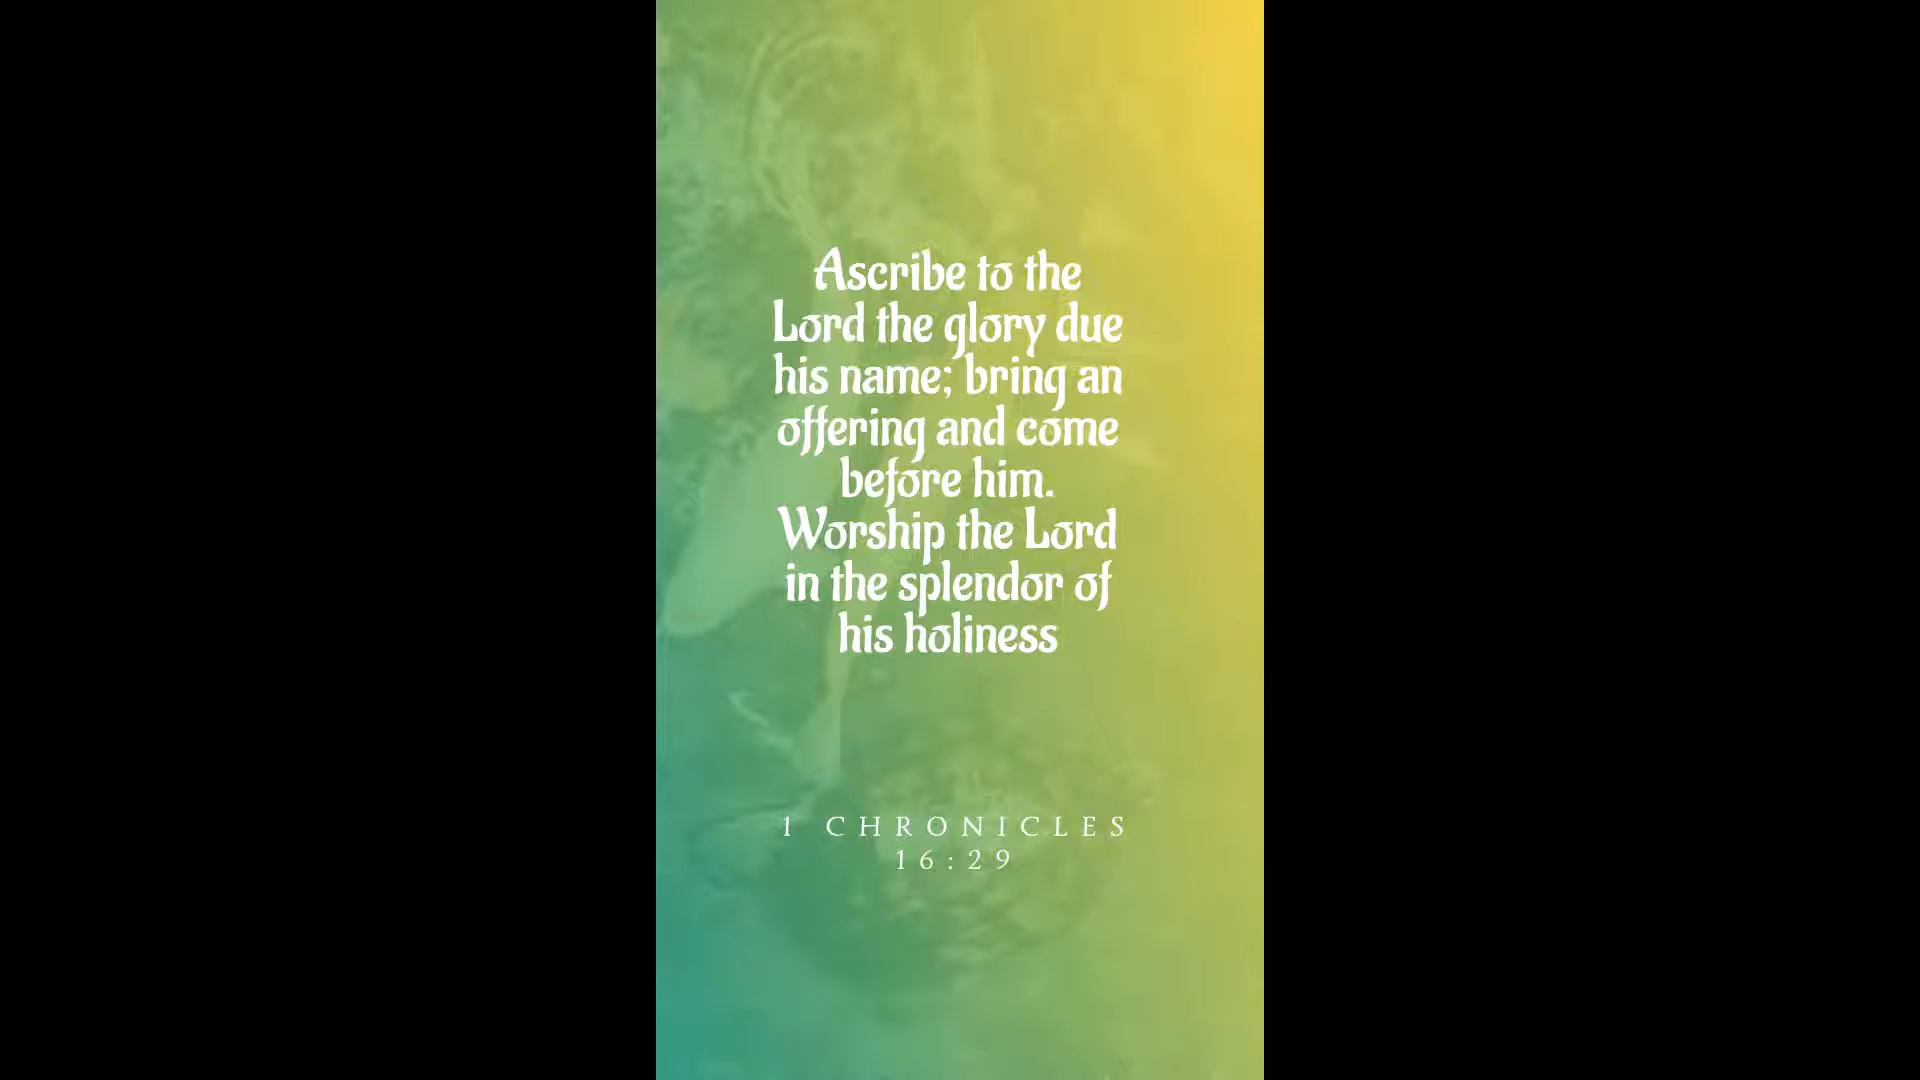 Ascribe to the
Lord the glory due
his name; bring an
offering and come
before him.
Worship the Lord
in the splendor of
his holiness
1 CHRONICLES
16:29